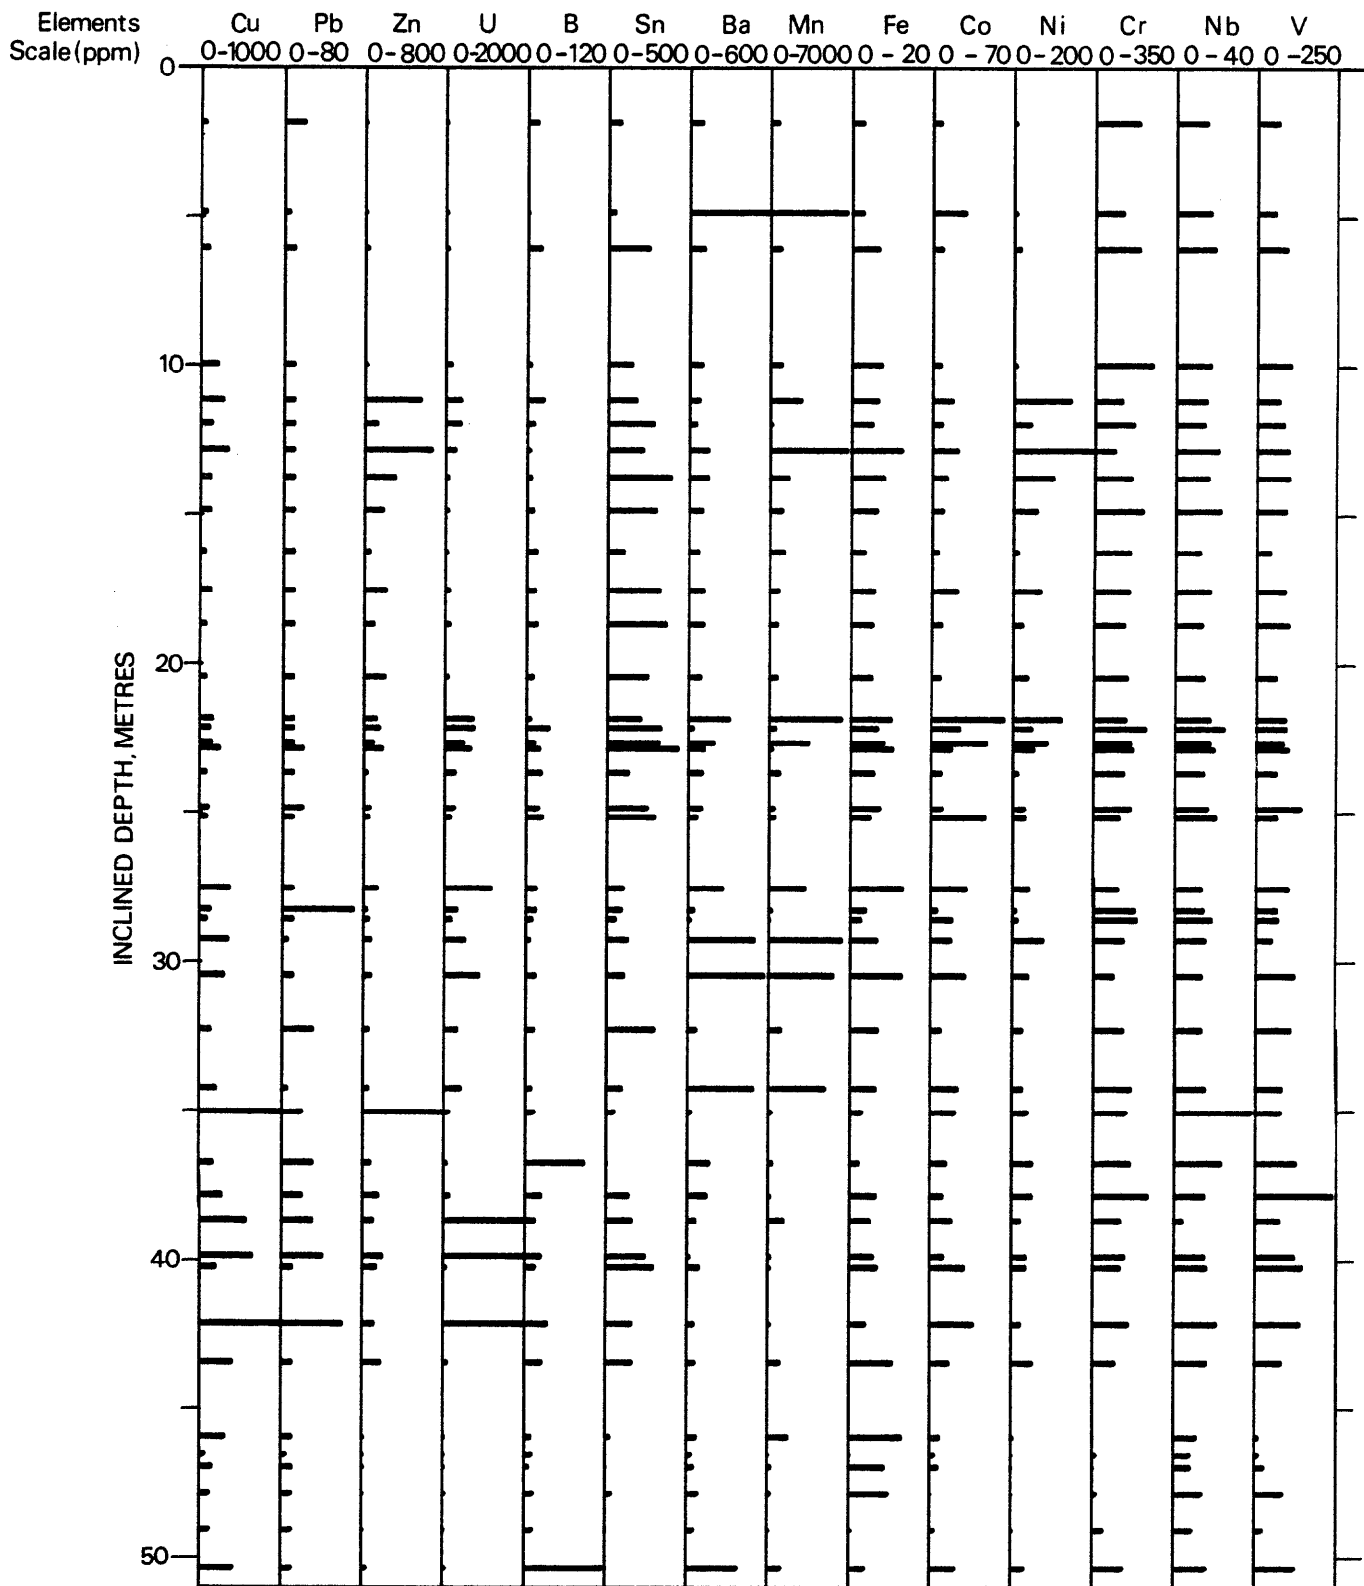 Elements Cu Pb Zn U B Sn Ba Mn Fe Co Ni Cr Nb V
Scale (ppm) 0-1000 0-80 0-800 0-2000 0-120 0-500 0-600 0-7000 0 - 20 0 -70 0-200 0-350 0-40 0 -250
0
10
20
INCLINED DEPTH, METRES
30
40
50